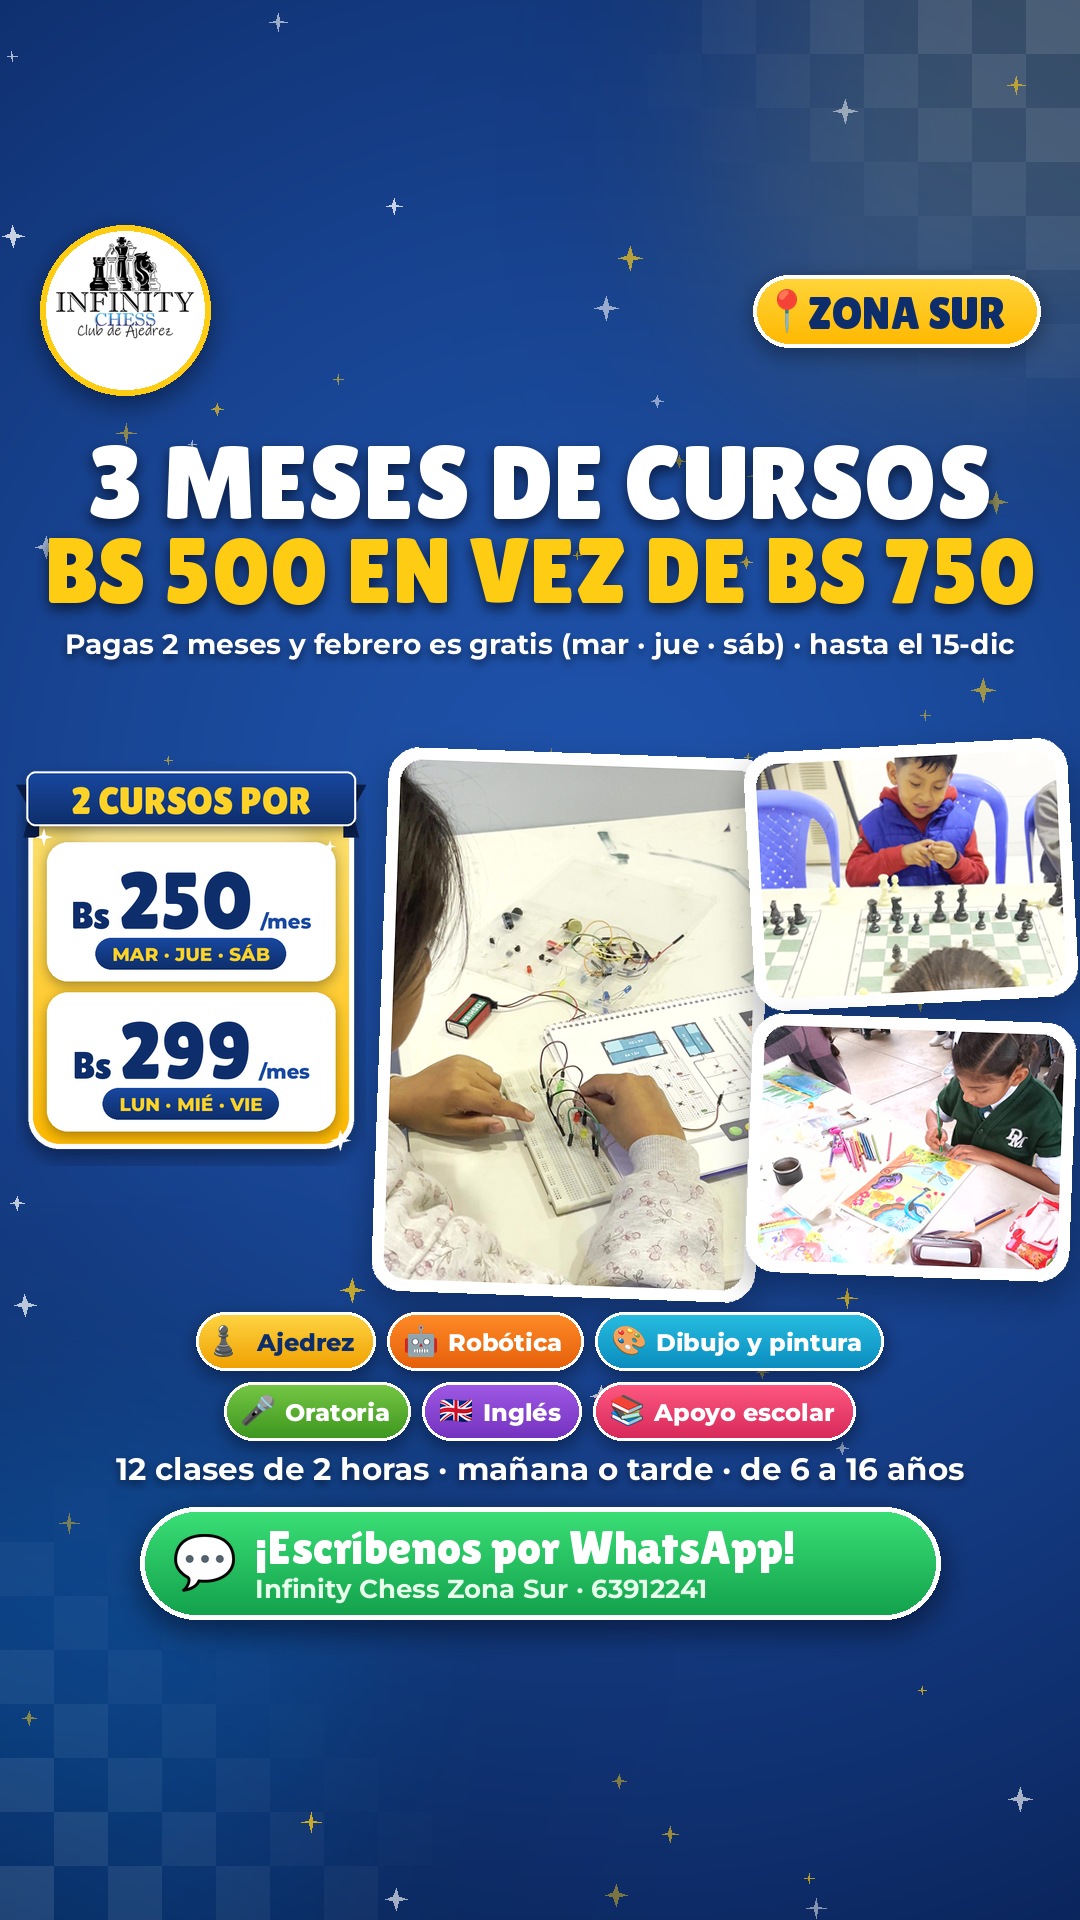 INFINITY
CHESS
Club de Ajedrez
ZONA SUR
3 MESES DE CURSOS
BS 500 EN VEZ DE BS 750
Pagas 2 meses y febrero es gratis (mar · jue · sáb) · hasta el 15-dic
2 CURSOS POR
Bs 250 /mes
MAR · JUE · SÁB
Bs 299 /mes
LUN · MIÉ · VIE
Ajedrez
Robótica
Dibujo y pintura
Oratoria
Inglés
Apoyo escolar
12 clases de 2 horas · mañana o tarde · de 6 a 16 años
¡Escríbenos por WhatsApp!
Infinity Chess Zona Sur · 63912241